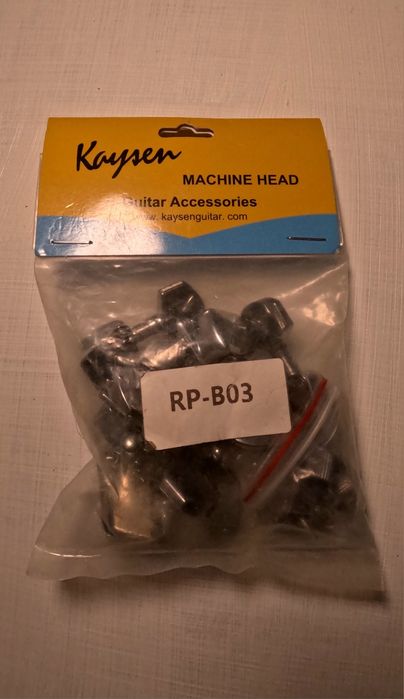 Kaysen
MACHINE HEAD
Guitar Accessories
www. kaysenguitar. com
RP-B03